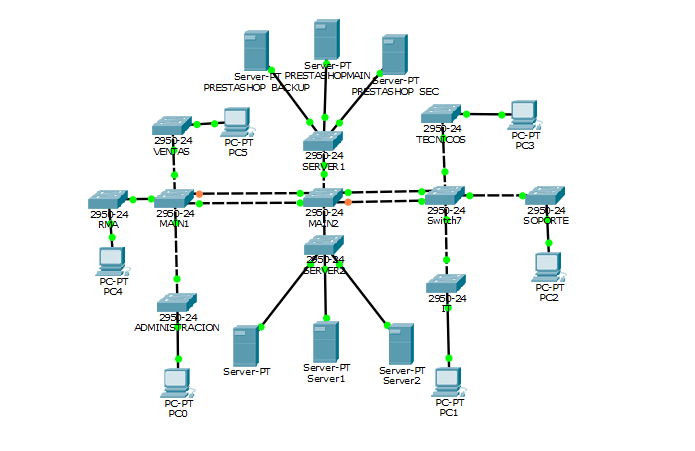 Server-PT
PRESTASHOP BACKUP
Server-PT
PRESTASHOPMAIN
Server-PT
PRESTASHOP SEC
2950-24
VENTAS
PC-PT
PC5
2950-24
SERVER1
2950-24
TECNICOS
PC-PT
PC3
2950-24
RMA
2950-24
MAIN1
2950-24
MAIN2
2950-24
Switch7
2950-24
SOPORTE
PC-PT
PC4
2950-24
SERVER2
PC-PT
PC2
2950-24
ADMINISTRACION
2950-24
IT
Server-PT
Server-PT
Server1
Server-PT
Server2
PC-PT
PC0
PC-PT
PC1